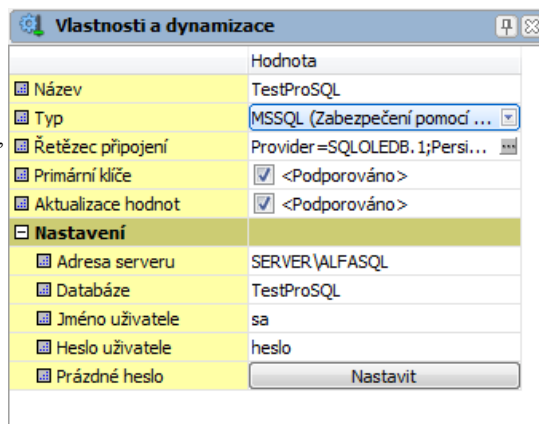 Vlastnosti a dynamizace
Hodnota
Název TestProSQL
Typ MSSQL (Zabezpečení pomocí ...
Řetězec připojení Provider=SQLOLEDB.1;Persi... ...
Primární klíče <Podporováno>
Aktualizace hodnot <Podporováno>
Nastavení
Adresa serveru SERVER\ALFASQL
Databáze TestProSQL
Jméno uživatele sa
Heslo uživatele heslo
Prázdné heslo Nastavit